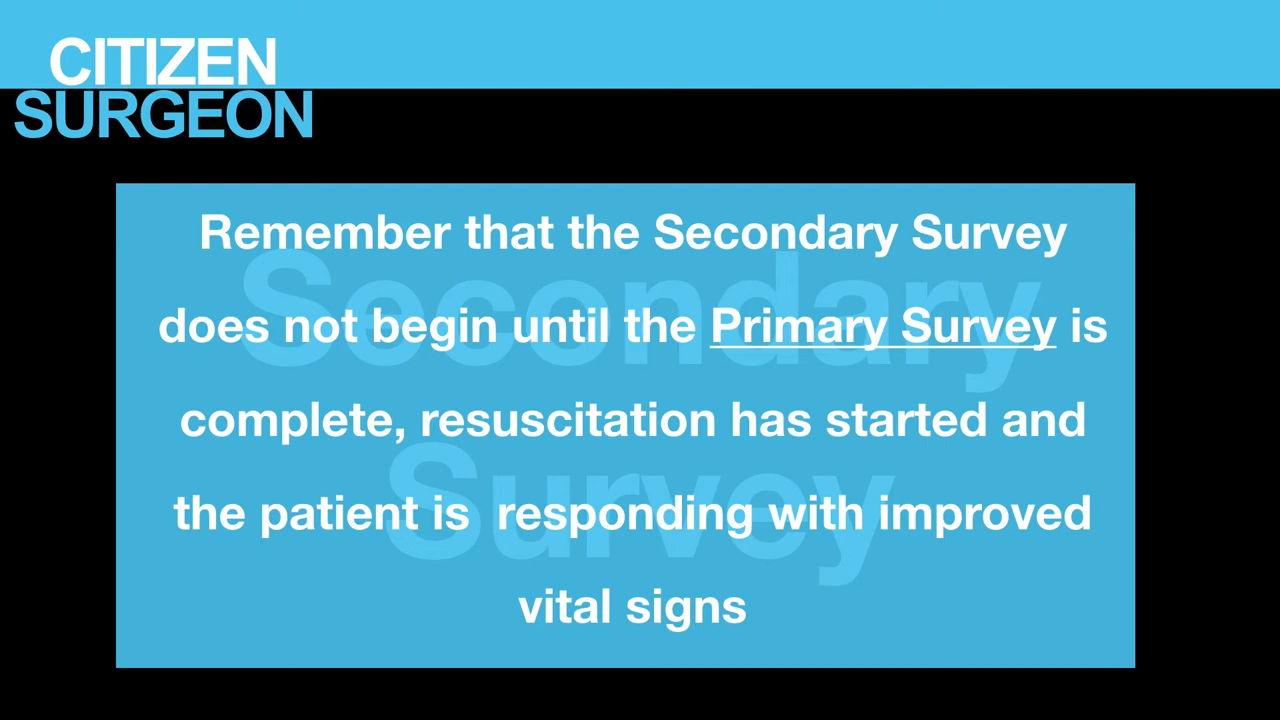 CITIZEN
SURGEON
Remember that the Secondary Survey
does not begin until the Primary Survey is
complete, resuscitation has started and
the patient is  responding with improved
vital signs
Secondary
Survey